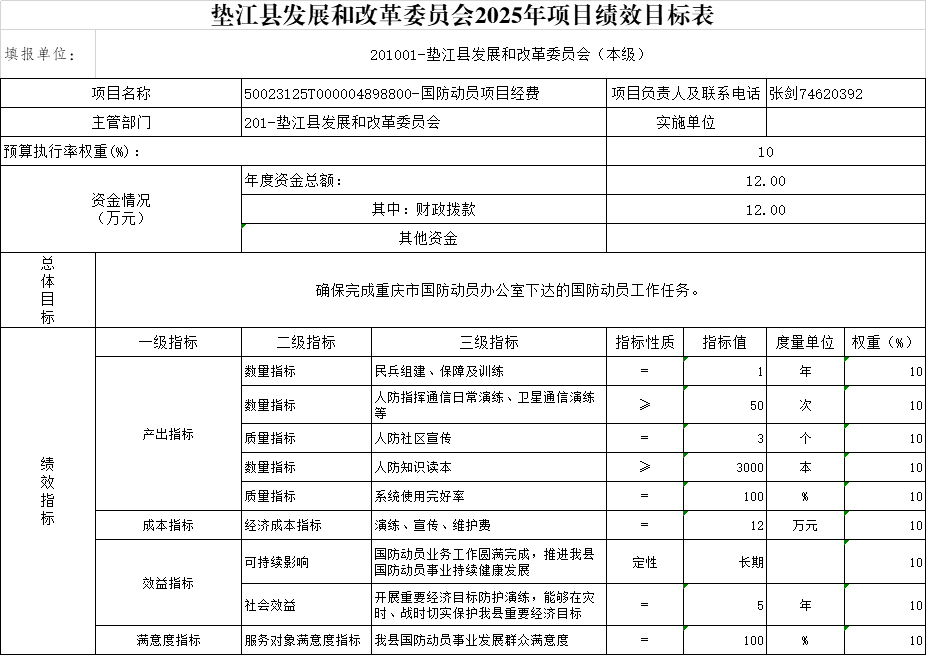 垫江县发展和改革委员会2025年项目绩效目标表
填报单位： 201001-垫江县发展和改革委员会（本级）
项目名称 50023125T000004898800-国防动员项目经费 项目负责人及联系电话 张剑74620392
主管部门 201-垫江县发展和改革委员会 实施单位
预算执行率权重(%)： 10
资金情况
（万元）
年度资金总额： 12.00
其中：财政拨款 12.00
其他资金
总体目标 确保完成重庆市国防动员办公室下达的国防动员工作任务。
绩效指标
一级指标 二级指标 三级指标 指标性质 指标值 度量单位 权重（%）
产出指标
数量指标 民兵组建、保障及训练 = 1 年 10
数量指标 人防指挥通信日常演练、卫星通信演练
等 ≥ 50 次 10
质量指标 人防社区宣传 = 3 个 10
数量指标 人防知识读本 ≥ 3000 本 10
质量指标 系统使用完好率 = 100 % 10
成本指标 经济成本指标 演练、宣传、维护费 = 12 万元 10
效益指标
可持续影响 国防动员业务工作圆满完成，推进我县
国防动员事业持续健康发展 定性 长期 10
社会效益 开展重要经济目标防护演练，能够在灾
时、战时切实保护我县重要经济目标 = 5 年 10
满意度指标 服务对象满意度指标 我县国防动员事业发展群众满意度 = 100 % 10